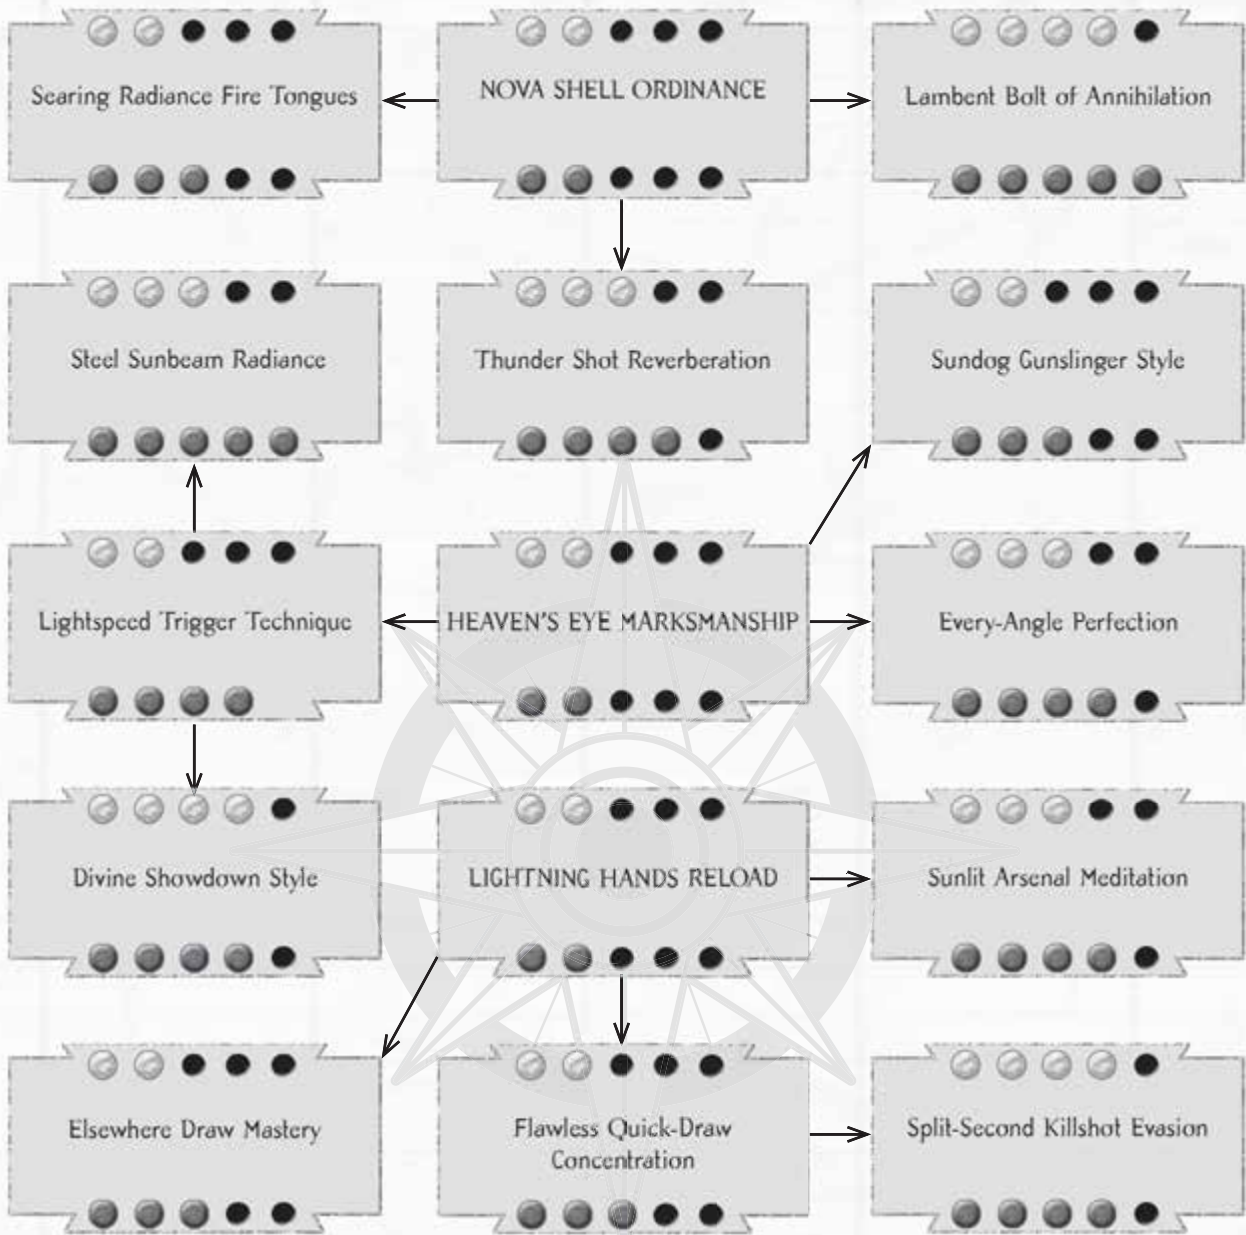 Searing Radiance Fire Tongues
NOVA SHELL ORDINANCE
Lambent Bolt of Annihilation
Steel Sunbeam Radiance
Thunder Shot Reverberation
Sundog Gunslinger Style
Lightspeed Trigger Technique
HEAVEN'S EYE MARKSMANSHIP
Every-Angle Perfection
Divine Showdown Style
LIGHTNING HANDS RELOAD
Sunlit Arsenal Meditation
Elsewhere Draw Mastery
Flawless Quick-Draw
Concentration
Split-Second Killshot Evasion